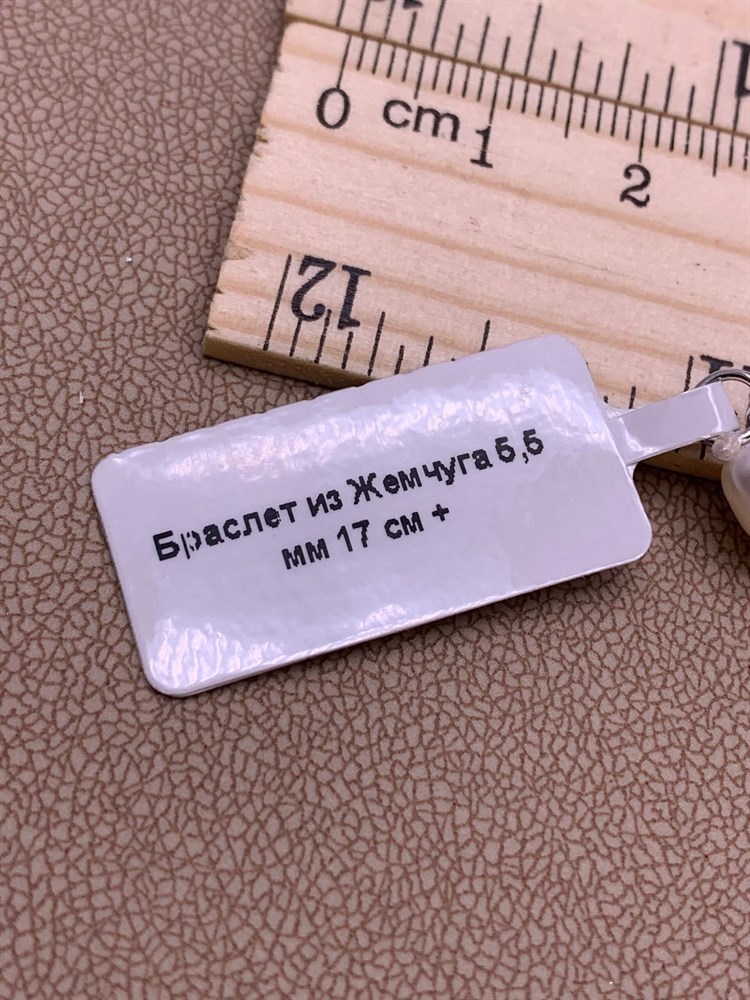 0 cm 1 2
12
Браслет из Жемчуга 5,5
мм 17 см +